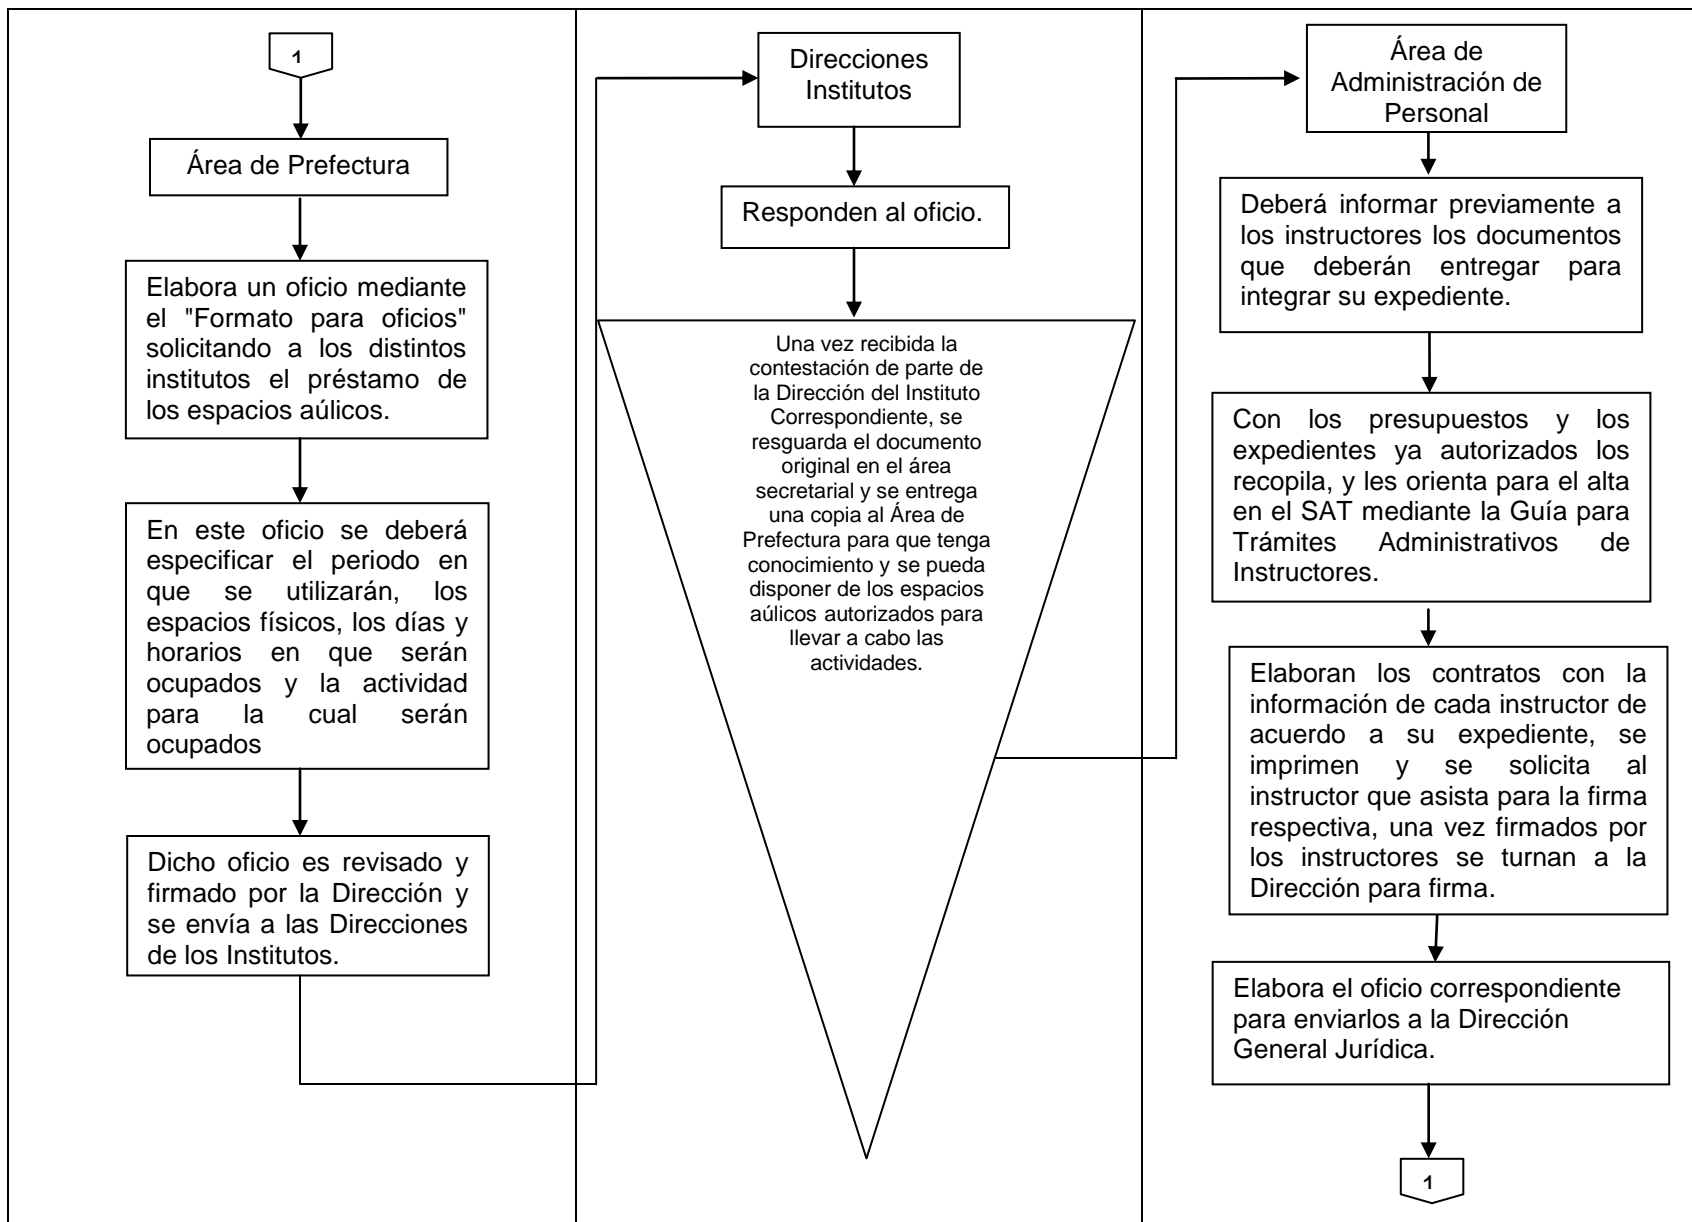 1
Área de Prefectura
Elabora un oficio mediante
el "Formato para oficios"
solicitando a los distintos
institutos el préstamo de
los espacios aúlicos.
En este oficio se deberá
especificar el periodo en
que se utilizarán, los
espacios físicos, los días y
horarios en que serán
ocupados y la actividad
para la cual serán
ocupados
Dicho oficio es revisado y
firmado por la Dirección y
se envía a las Direcciones
de los Institutos.
Direcciones
Institutos
Responden al oficio.
Una vez recibida la
contestación de parte de
la Dirección del Instituto
Correspondiente, se
resguarda el documento
original en el área
secretarial y se entrega
una copia al Área de
Prefectura para que tenga
conocimiento y se pueda
disponer de los espacios
aúlicos autorizados para
llevar a cabo las
actividades.
Área de
Administración de
Personal
Deberá informar previamente a
los instructores los documentos
que deberán entregar para
integrar su expediente.
Con los presupuestos y los
expedientes ya autorizados los
recopila, y les orienta para el alta
en el SAT mediante la Guía para
Trámites Administrativos de
Instructores.
Elaboran los contratos con la
información de cada instructor de
acuerdo a su expediente, se
imprimen y se solicita al
instructor que asista para la firma
respectiva, una vez firmados por
los instructores se turnan a la
Dirección para firma.
Elabora el oficio correspondiente
para enviarlos a la Dirección
General Jurídica.
1